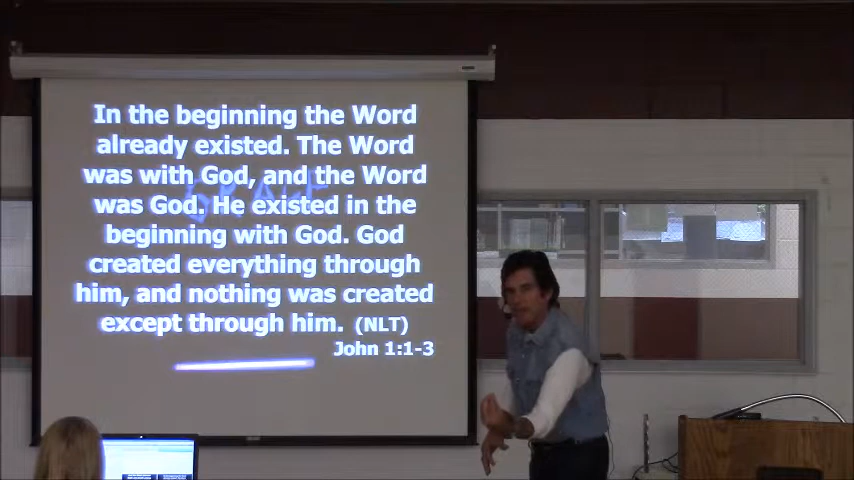 In the beginning the Word
already existed. The Word
was with God, and the Word
was God. He existed in the
beginning with God. God
created everything through
him, and nothing was created
except through him. (NLT)
John 1:1-3
GRACE